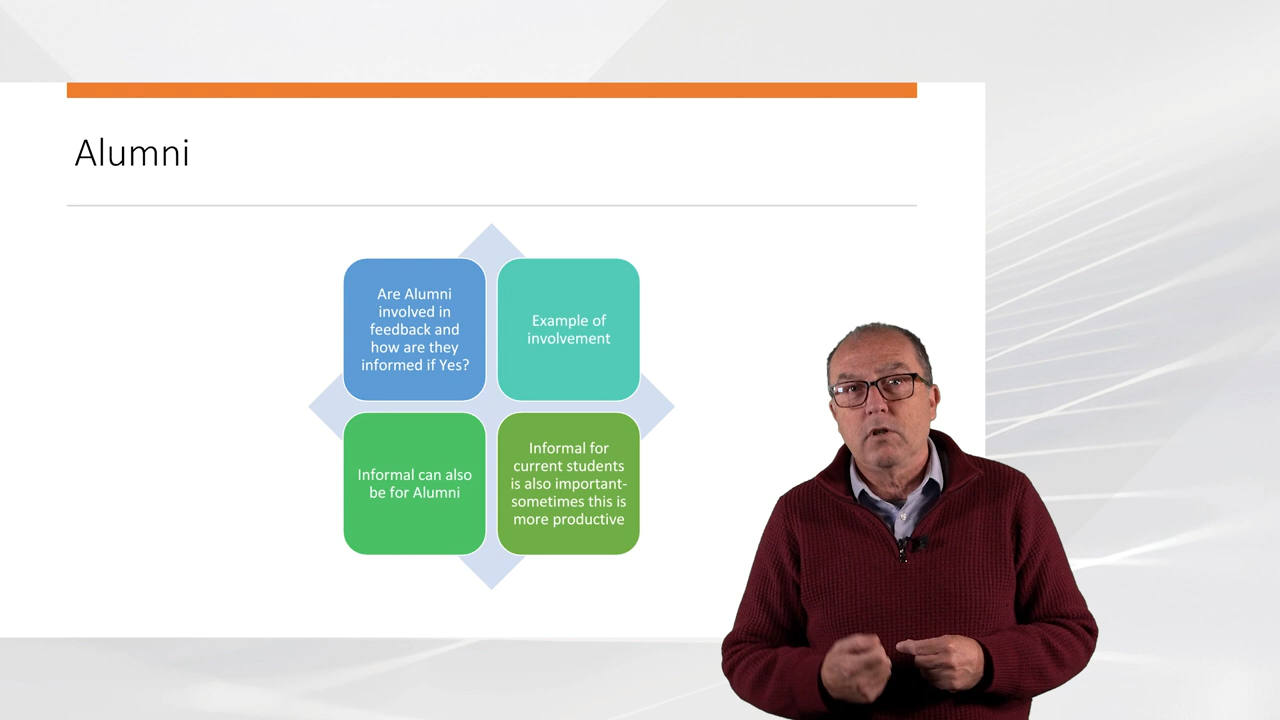 Alumni
Are Alumni
involved in
feedback and
how are they
informed if Yes?
Example of
involvement
Informal can also
be for Alumni
Informal for
current students
is also important-
sometimes this is
more productive